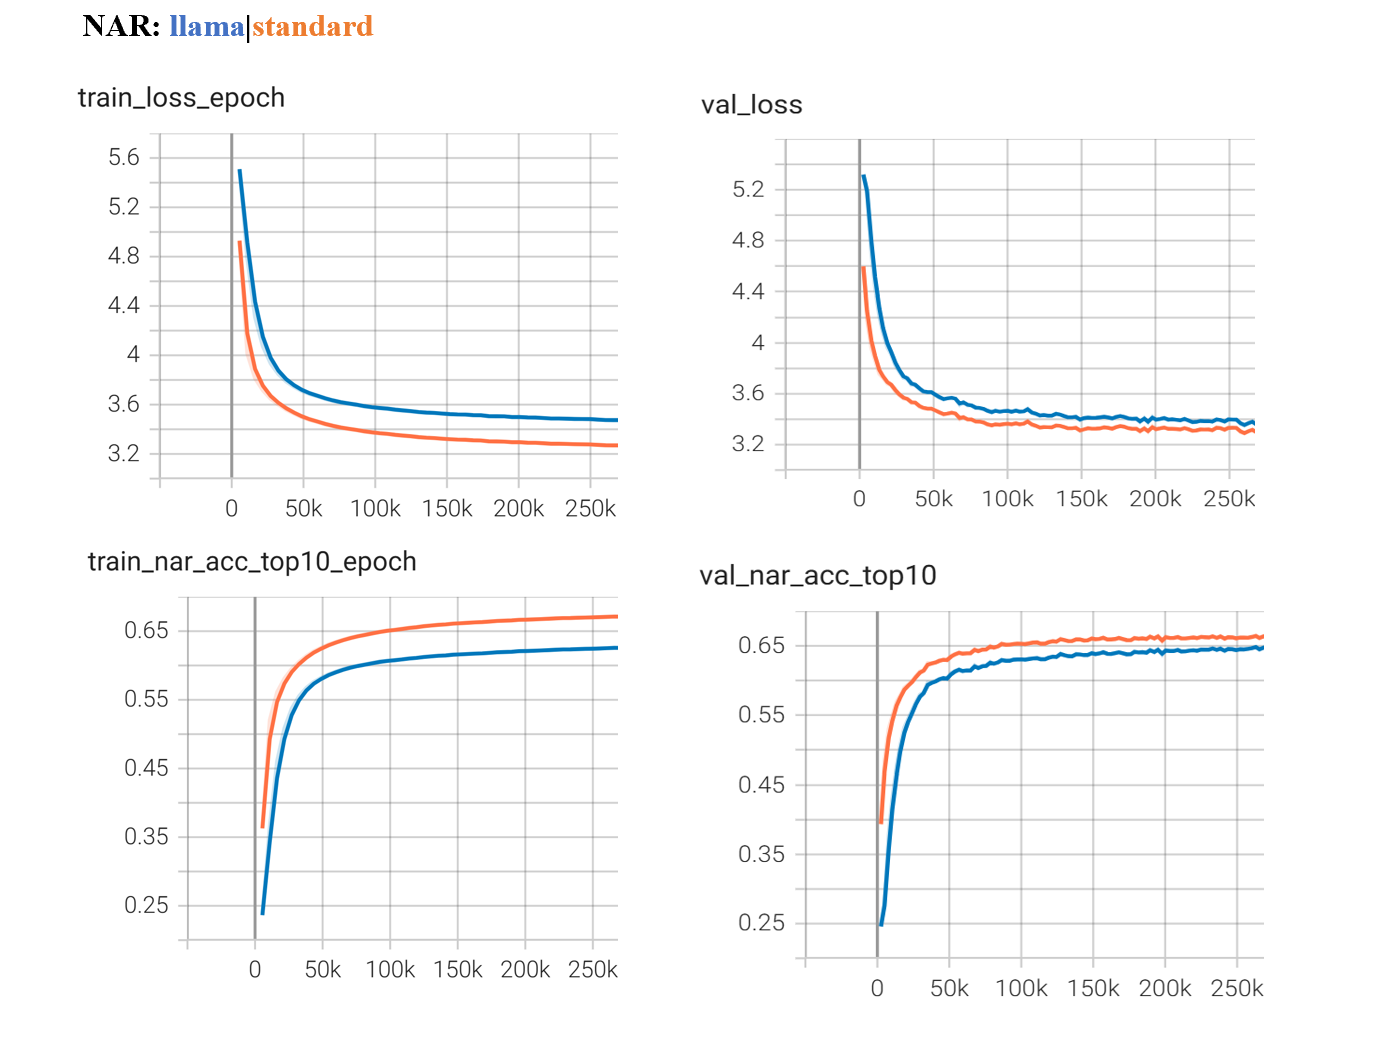 NAR: llama|standard
train_loss_epoch
5.6
5.2
4.8
4.4
4
3.6
3.2
0 50k 100k 150k 200k 250k
val_loss
5.2
4.8
4.4
4
3.6
3.2
0 50k 100k 150k 200k 250k
train_nar_acc_top10_epoch
0.65
0.55
0.45
0.35
0.25
0 50k 100k 150k 200k 250k
val_nar_acc_top10
0.65
0.55
0.45
0.35
0.25
0 50k 100k 150k 200k 250k